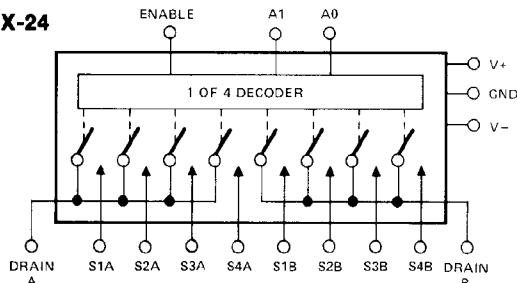 X-24
ENABLE A1 A0
V+
1 OF 4 DECODER
GND
V−
DRAIN A S1A S2A S3A S4A S1B S2B S3B S4B DRAIN